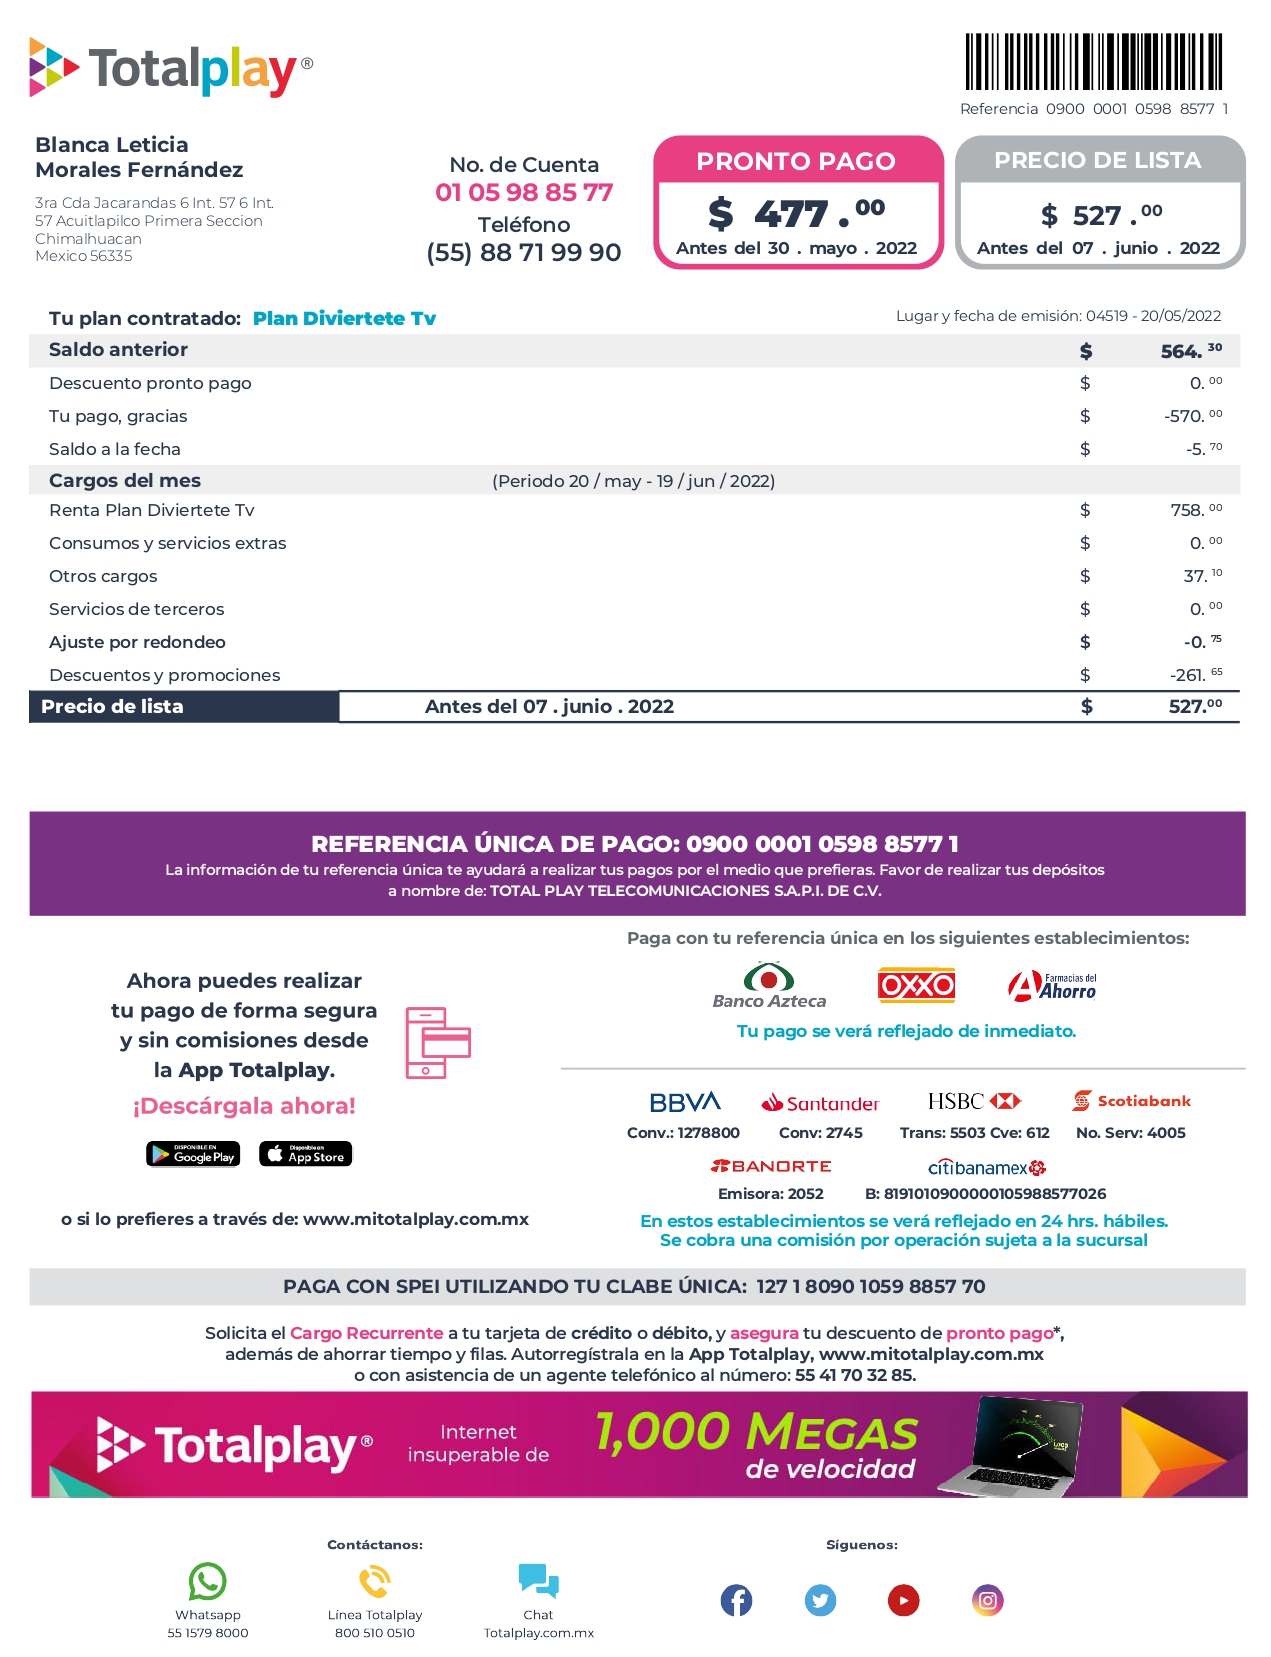 Totalplay®
Referencia 0900 0001 0598 8577 1
Blanca Leticia
Morales Fernández
3ra Cda Jacarandas 6 Int. 57 6 Int.
57 Acuitlapilco Primera Seccion
Chimalhuacan
Mexico 56335
No. de Cuenta
01 05 98 85 77
Teléfono
(55) 88 71 99 90
PRONTO PAGO
$ 477 . 00
Antes del 30 . mayo . 2022
PRECIO DE LISTA
$ 527 . 00
Antes del 07 . junio . 2022
Tu plan contratado: Plan Diviertete Tv
Lugar y fecha de emisión: 04519 - 20/05/2022
Saldo anterior $ 564. 30
Descuento pronto pago $ 0. 00
Tu pago, gracias $ -570. 00
Saldo a la fecha $ -5. 70
Cargos del mes (Periodo 20 / may - 19 / jun / 2022)
Renta Plan Diviertete Tv $ 758. 00
Consumos y servicios extras $ 0. 00
Otros cargos $ 37. 10
Servicios de terceros $ 0. 00
Ajuste por redondeo $ -0. 75
Descuentos y promociones $ -261. 65
Precio de lista Antes del 07 . junio . 2022 $ 527.00
REFERENCIA ÚNICA DE PAGO: 0900 0001 0598 8577 1
La información de tu referencia única te ayudará a realizar tus pagos por el medio que prefieras. Favor de realizar tus depósitos
a nombre de: TOTAL PLAY TELECOMUNICACIONES S.A.P.I. DE C.V.
Ahora puedes realizar
tu pago de forma segura
y sin comisiones desde
la App Totalplay.
¡Descárgala ahora!
DISPONIBLE EN
Google Play
Disponible en
App Store
o si lo prefieres a través de: www.mitotalplay.com.mx
Paga con tu referencia única en los siguientes establecimientos:
Banco Azteca
OXXO
Farmacias del
Ahorro
Tu pago se verá reflejado de inmediato.
BBVA Santander HSBC Scotiabank
Conv.: 1278800 Conv: 2745 Trans: 5503 Cve: 612 No. Serv: 4005
BANORTE citibanamex
Emisora: 2052 B: 8191010900000105988577026
En estos establecimientos se verá reflejado en 24 hrs. hábiles.
Se cobra una comisión por operación sujeta a la sucursal
PAGA CON SPEI UTILIZANDO TU CLABE ÚNICA: 127 1 8090 1059 8857 70
Solicita el Cargo Recurrente a tu tarjeta de crédito o débito, y asegura tu descuento de pronto pago*,
además de ahorrar tiempo y filas. Autorregístrala en la App Totalplay, www.mitotalplay.com.mx
o con asistencia de un agente telefónico al número: 55 41 70 32 85.
Totalplay®
Internet
insuperable de
1,000 MEGAS
de velocidad
Contáctanos:
Whatsapp
55 1579 8000
Línea Totalplay
800 510 0510
Chat
Totalplay.com.mx
Síguenos: